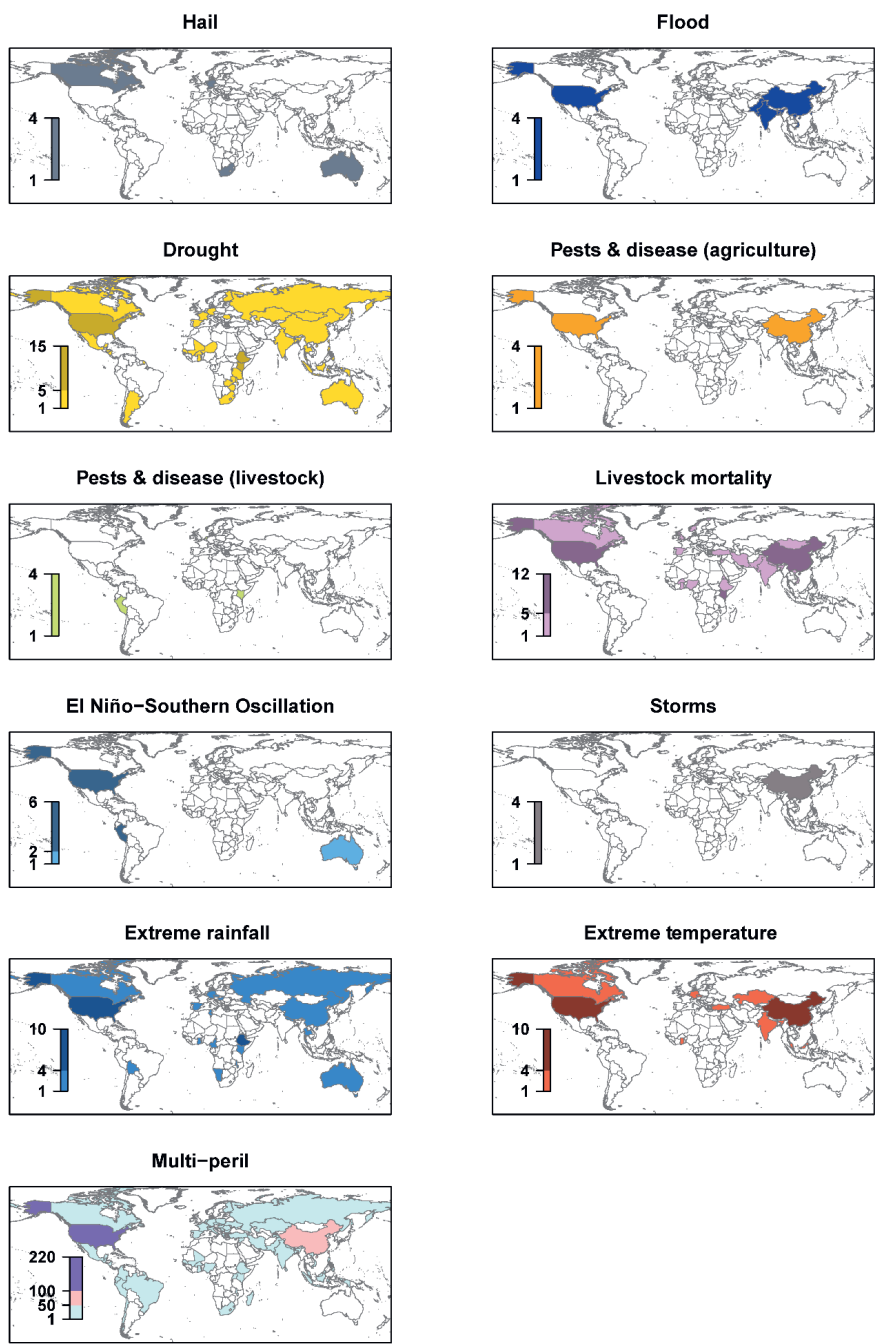 Hail
4
1
Flood
4
1
Drought
15
5
1
Pests & disease (agriculture)
4
1
Pests & disease (livestock)
4
1
Livestock mortality
12
5
1
El Niño−Southern Oscillation
6
2
1
Storms
4
1
Extreme rainfall
10
4
1
Extreme temperature
10
4
1
Multi−peril
220
100
50
1